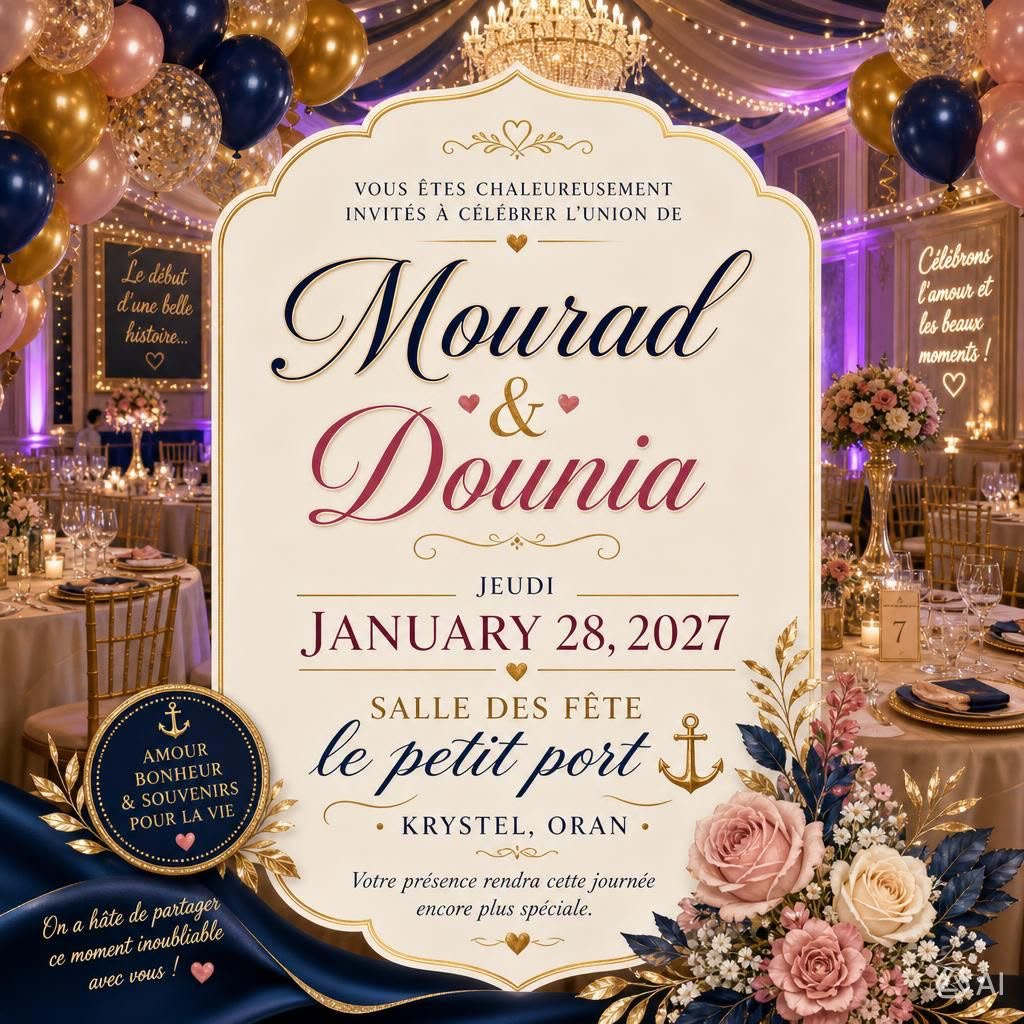 VOUS ÊTES CHALEUREUSEMENT
INVITÉS À CÉLÉBRER L'UNION DE
Mourad
&
Dounia
JEUDI
JANUARY 28, 2027
SALLE DES FÊTE
le petit port
• KRYSTEL, ORAN •
Votre présence rendra cette journée
encore plus spéciale.
Le début
d'une belle
histoire...
Célébrons
l'amour et
les beaux
moments !
7
AMOUR
BONHEUR
& SOUVENIRS
POUR LA VIE
On a hâte de partager
ce moment inoubliable
avec vous !
AI